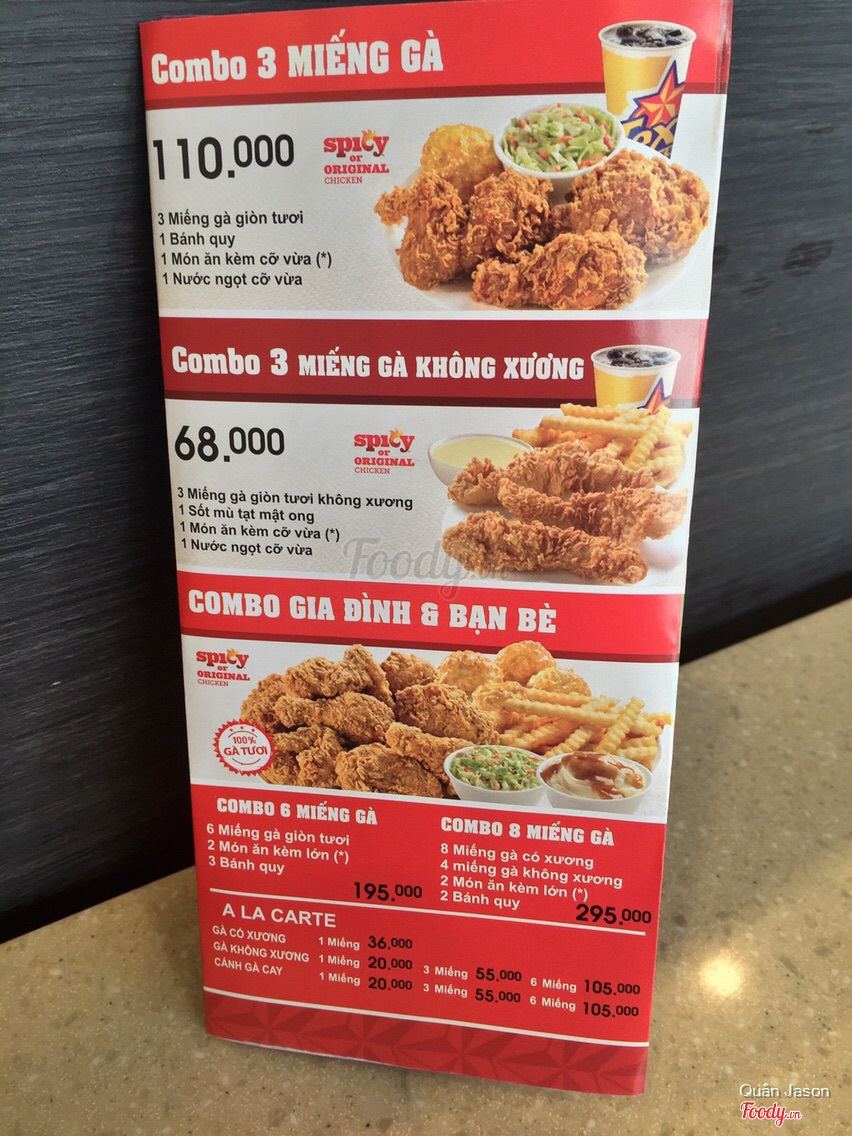 Combo 3 MIẾNG GÀ
110.000
spicy
or
ORIGINAL
CHICKEN
3 Miếng gà giòn tươi
1 Bánh quy
1 Món ăn kèm cỡ vừa (*)
1 Nước ngọt cỡ vừa
Combo 3 MIẾNG GÀ KHÔNG XƯƠNG
68.000
spicy
or
ORIGINAL
CHICKEN
3 Miếng gà giòn tươi không xương
1 Sốt mù tạt mật ong
1 Món ăn kèm cỡ vừa (*)
1 Nước ngọt cỡ vừa
Foody.vn
COMBO GIA ĐÌNH & BẠN BÈ
spicy
or
ORIGINAL
CHICKEN
100%
GÀ TƯƠI
COMBO 6 MIẾNG GÀ
6 Miếng gà giòn tươi
2 Món ăn kèm lớn (*)
3 Bánh quy
195.000
COMBO 8 MIẾNG GÀ
8 Miếng gà có xương
4 miếng gà không xương
2 Món ăn kèm lớn (*)
2 Bánh quy
295.000
A LA CARTE
GÀ CÓ XƯƠNG 1 Miếng 36.000
GÀ KHÔNG XƯƠNG 1 Miếng 20.000 3 Miếng 55.000 6 Miếng 105.000
CÁNH GÀ CAY 1 Miếng 20.000 3 Miếng 55.000 6 Miếng 105.000
Quân Jason
Foody.vn